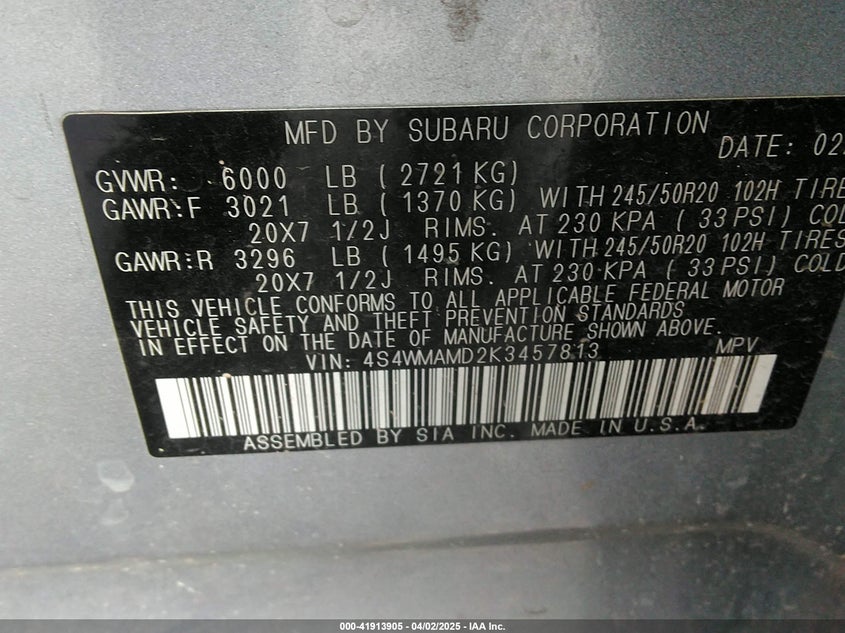 MFD BY SUBARU CORPORATION
DATE: 02
GVWR: 6000 LB ( 2721 KG)
GAWR:F 3021 LB ( 1370 KG) WITH 245/50R20 102H TIRE
20X7 1/2J RIMS. AT 230 KPA ( 33 PSI) COL
GAWR:R 3296 LB ( 1495 KG) WITH 245/50R20 102H TIRES
20X7 1/2J RIMS. AT 230 KPA ( 33 PSI) COLD
THIS VEHICLE CONFORMS TO ALL APPLICABLE FEDERAL MOTOR
VEHICLE SAFETY AND THEFT PREVENTION STANDARDS
IN EFFECT ON THE DATE OF MANUFACTURE SHOWN ABOVE.
VIN: 4S4WMAMD2K3457813 MPV
ASSEMBLED BY SIA INC. MADE IN U.S.A.
000-41913905 - 04/02/2025 - IAA Inc.